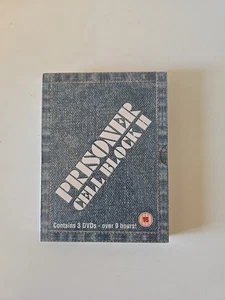 PRISONER
CELL BLOCK H
Contains 3 DVDs - over 9 hours!
15